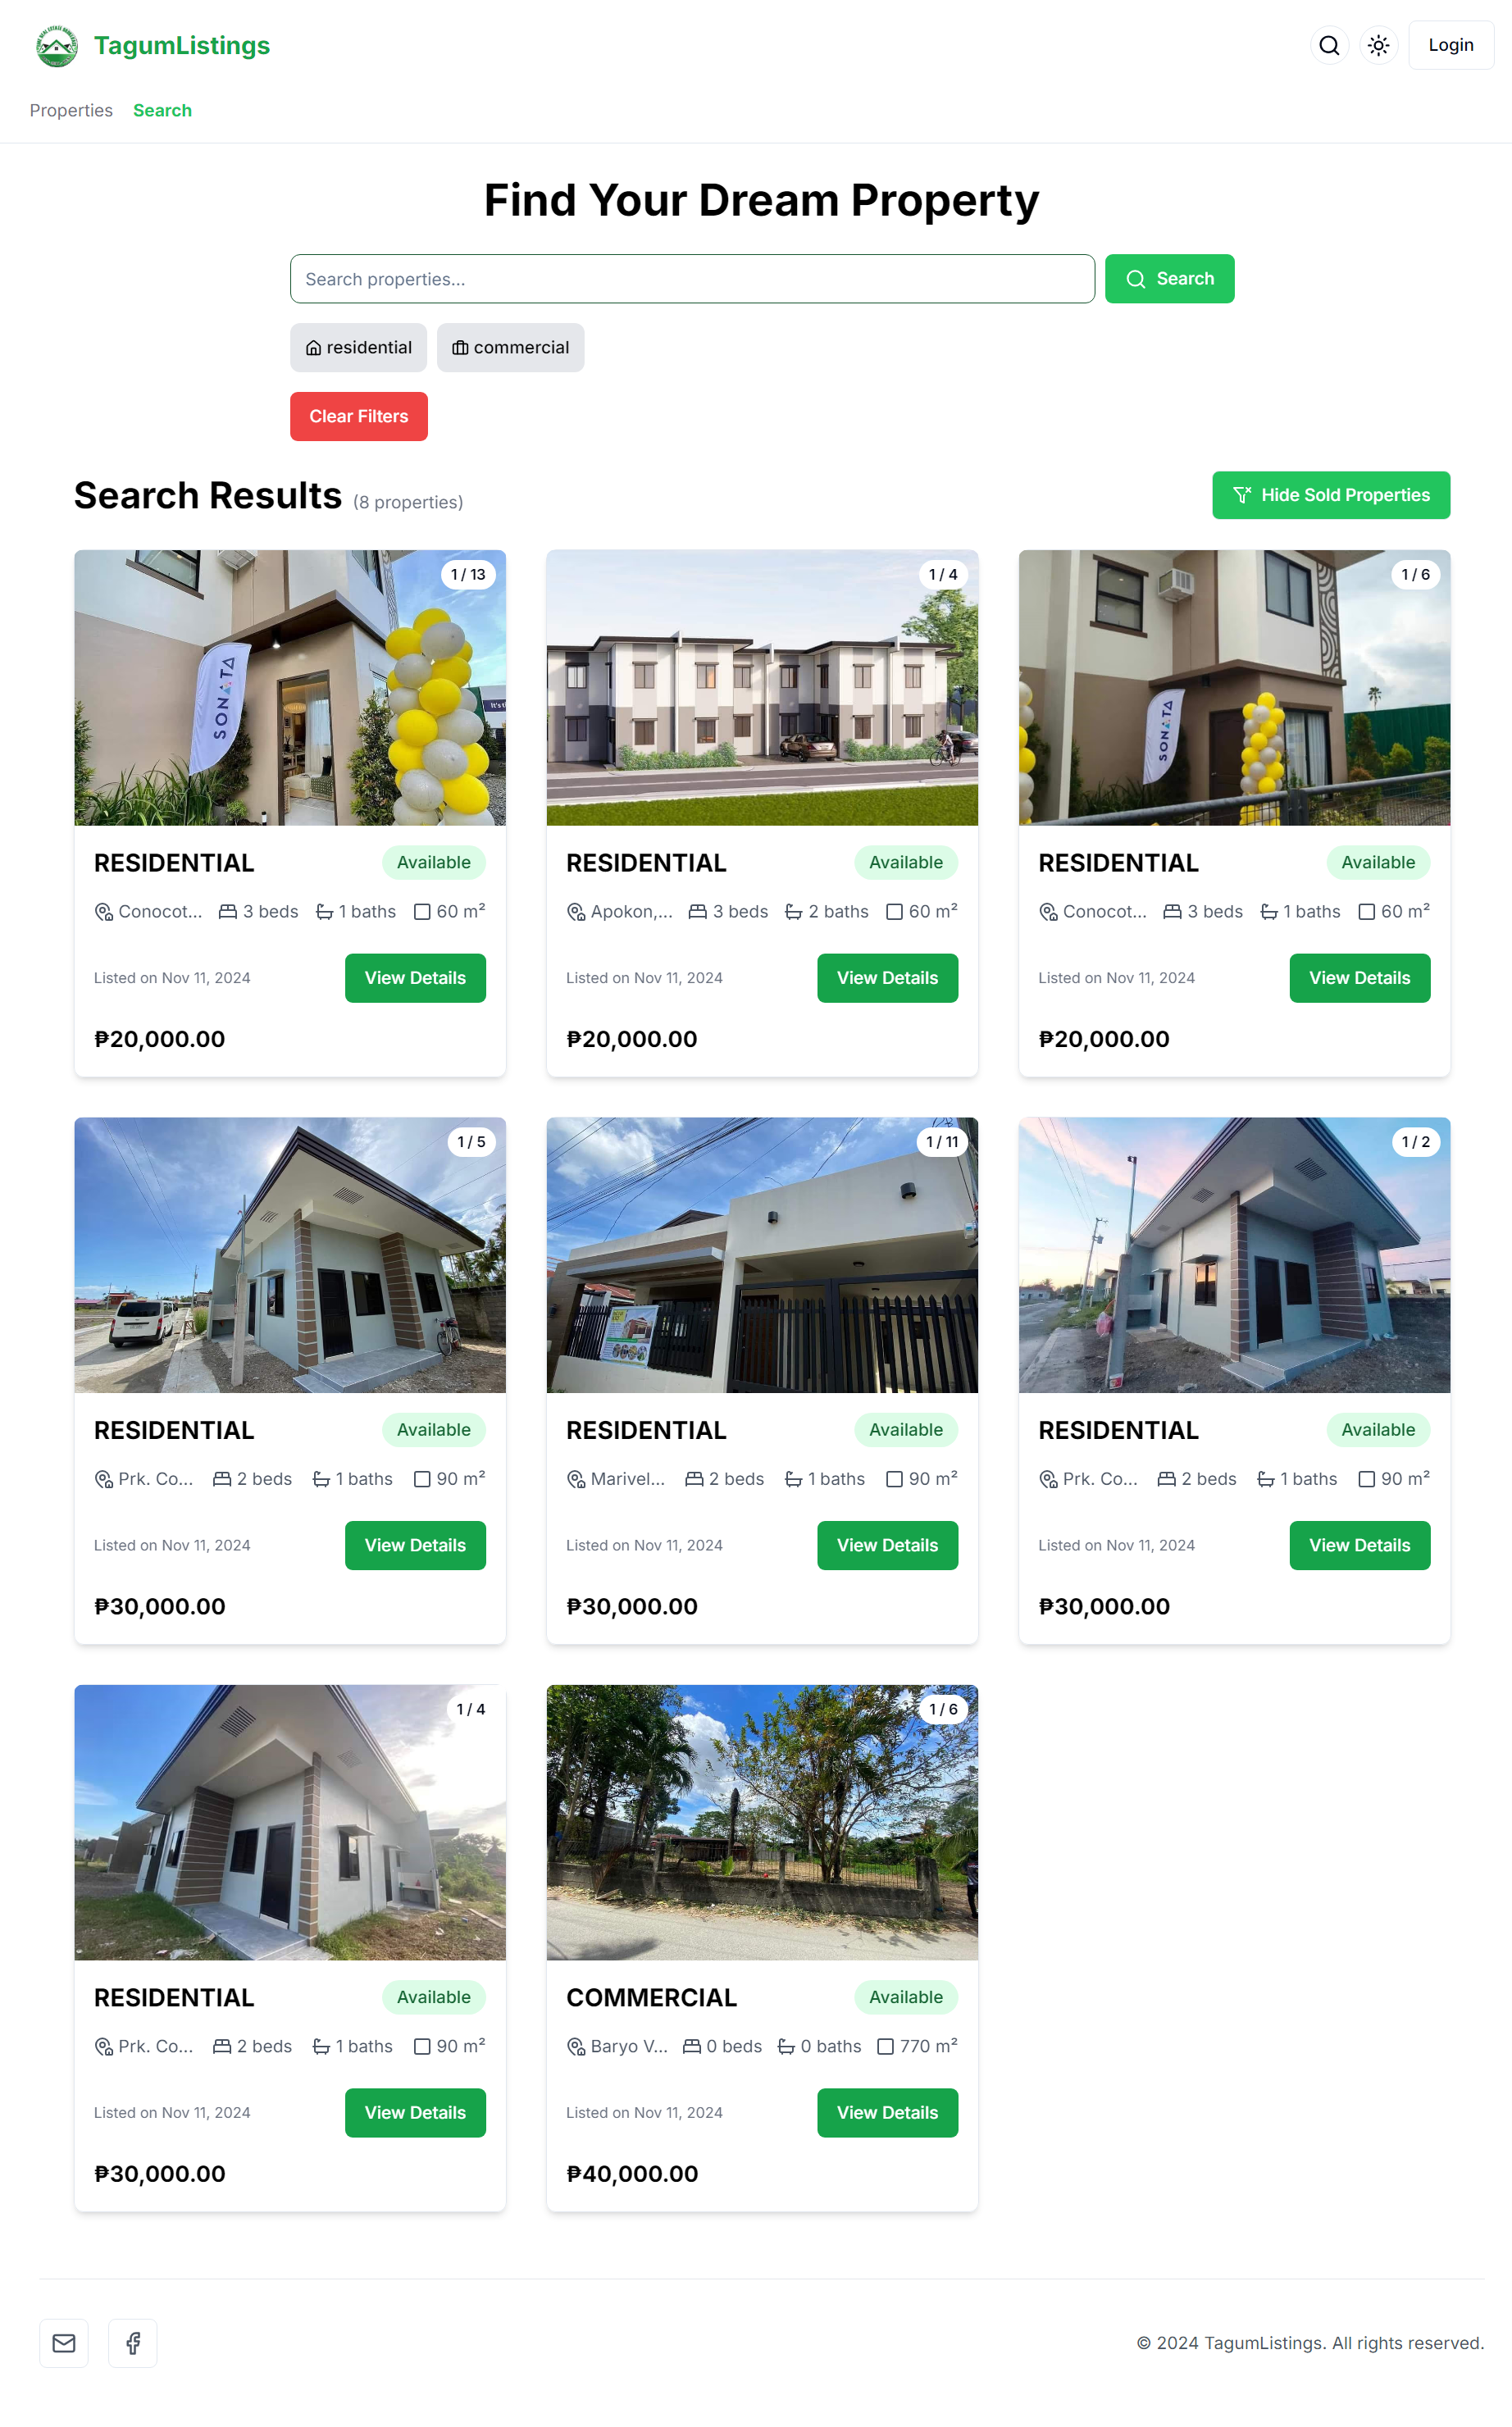 TagumListings
Login
Properties Search
Find Your Dream Property
Search properties...
Search
residential commercial
Clear Filters
Search Results (8 properties)
Hide Sold Properties
1 / 13
SONATA
It's t
RESIDENTIAL Available
Conocot... 3 beds 1 baths 60 m²
Listed on Nov 11, 2024 View Details
₱20,000.00
1 / 4
RESIDENTIAL Available
Apokon,... 3 beds 2 baths 60 m²
Listed on Nov 11, 2024 View Details
₱20,000.00
1 / 6
SONATA
RESIDENTIAL Available
Conocot... 3 beds 1 baths 60 m²
Listed on Nov 11, 2024 View Details
₱20,000.00
1 / 5
RESIDENTIAL Available
Prk. Co... 2 beds 1 baths 90 m²
Listed on Nov 11, 2024 View Details
₱30,000.00
1 / 11
RESIDENTIAL Available
Marivel... 2 beds 1 baths 90 m²
Listed on Nov 11, 2024 View Details
₱30,000.00
1 / 2
RESIDENTIAL Available
Prk. Co... 2 beds 1 baths 90 m²
Listed on Nov 11, 2024 View Details
₱30,000.00
1 / 4
RESIDENTIAL Available
Prk. Co... 2 beds 1 baths 90 m²
Listed on Nov 11, 2024 View Details
₱30,000.00
1 / 6
COMMERCIAL Available
Baryo V... 0 beds 0 baths 770 m²
Listed on Nov 11, 2024 View Details
₱40,000.00
© 2024 TagumListings. All rights reserved.